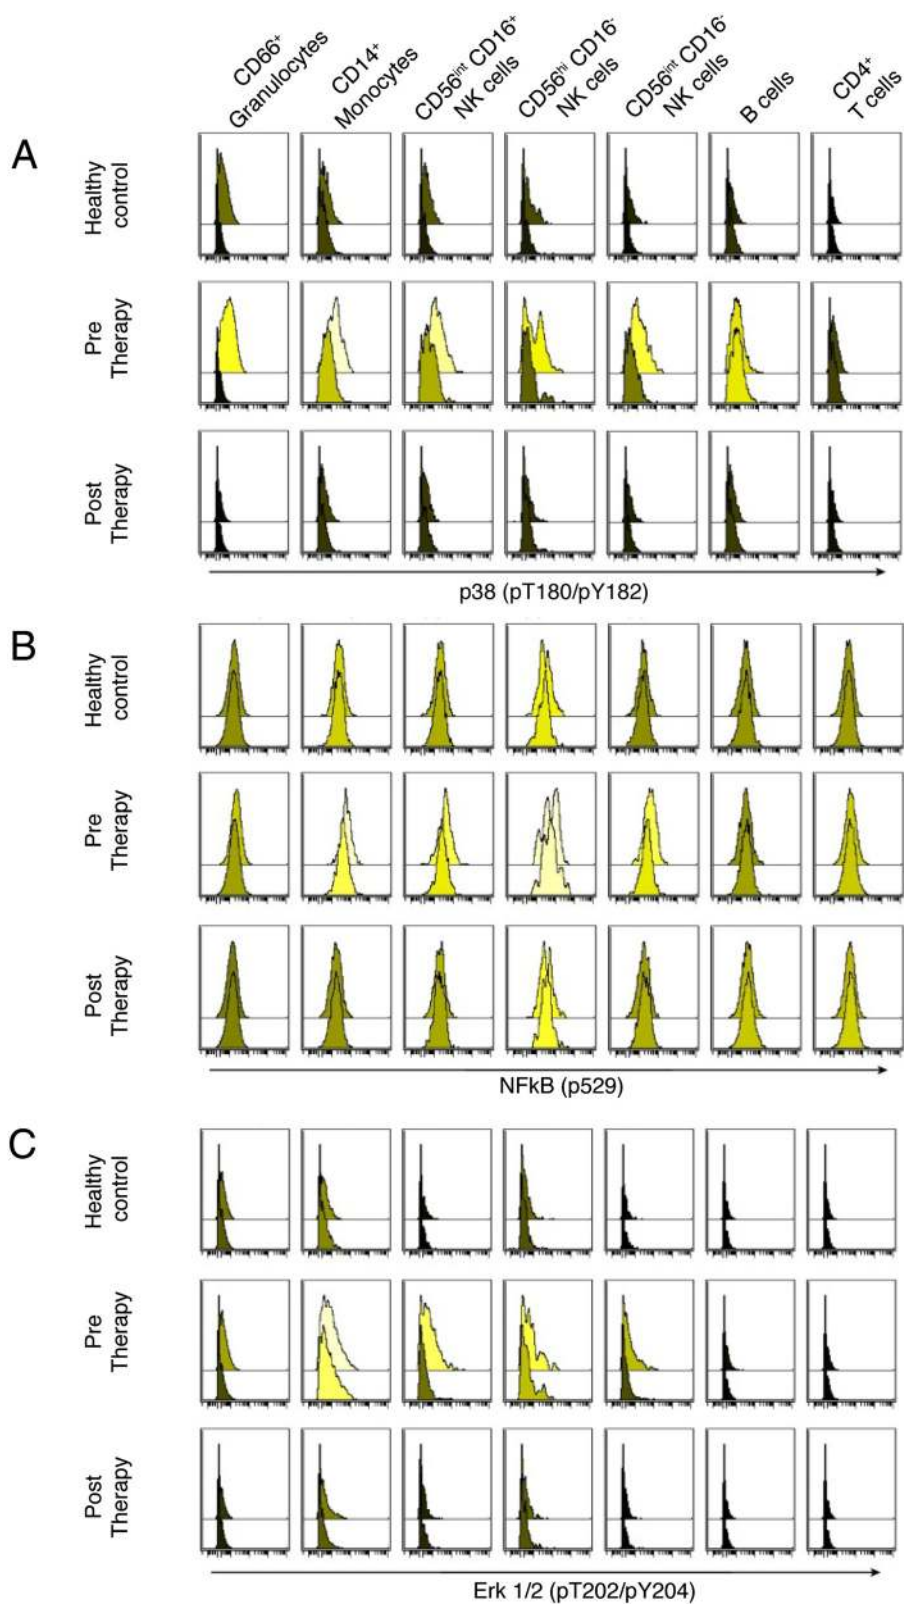 CD66⁺
Granulocytes
CD14⁺
Monocytes
CD56ⁱⁿᵗ CD16⁺
NK cells
CD56ʰⁱ CD16⁻
NK cels
CD56ⁱⁿᵗ CD16⁻
NK cells
B cells
CD4⁺
T cells
A
Healthy
control
Pre
Therapy
Post
Therapy
p38 (pT180/pY182)
B
Healthy
control
Pre
Therapy
Post
Therapy
NFkB (p529)
C
Healthy
control
Pre
Therapy
Post
Therapy
Erk 1/2 (pT202/pY204)